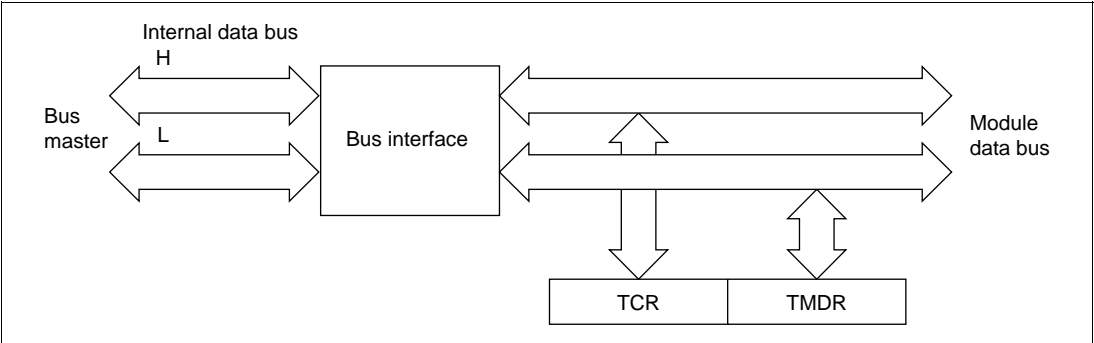 Internal data bus
H
Bus
master
L
Bus interface
Module
data bus
TCR
TMDR